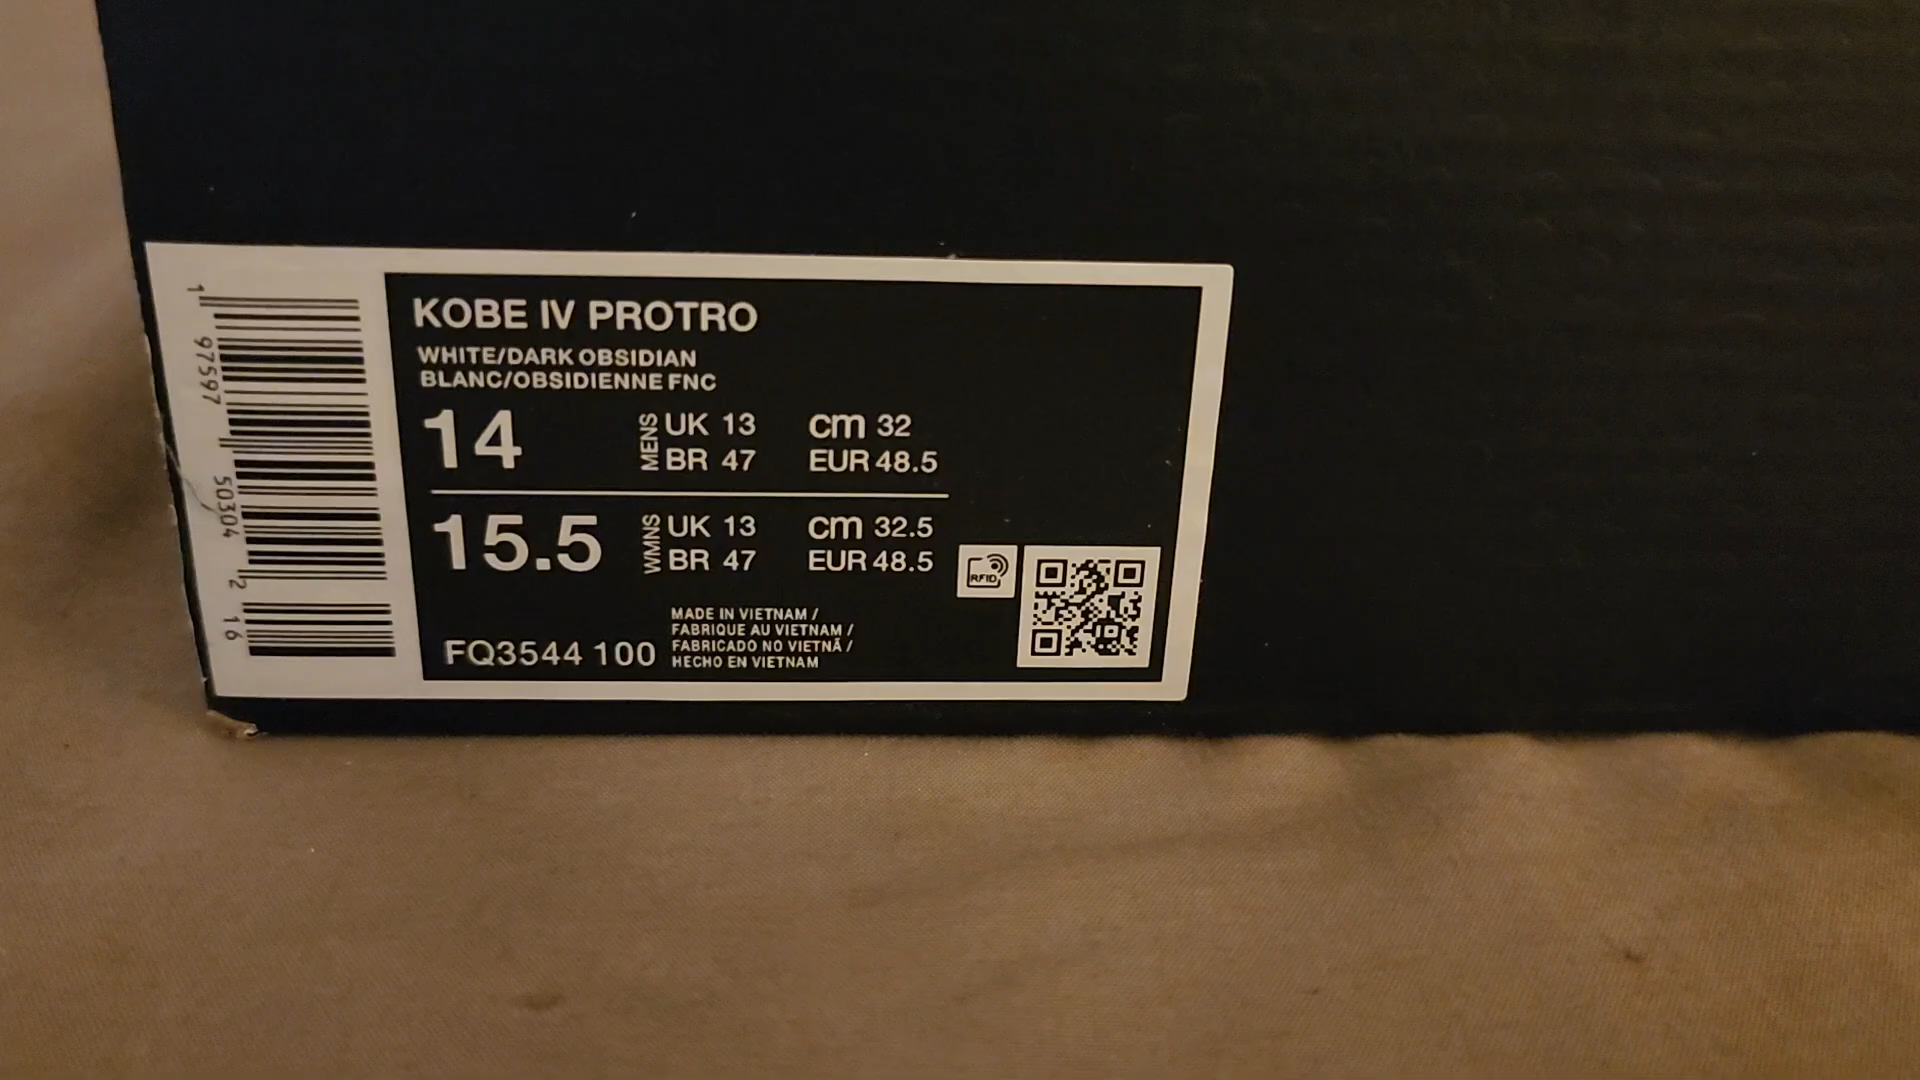 KOBE IV PROTRO
WHITE/DARK OBSIDIAN
BLANC/OBSIDIENNE FNC
14 MENS UK 13 cm 32
BR 47 EUR 48.5
15.5 WMNS UK 13 cm 32.5
BR 47 EUR 48.5
MADE IN VIETNAM /
FABRIQUE AU VIETNAM /
FABRICADO NO VIETNÃ /
HECHO EN VIETNAM
FQ3544 100
RFID
1 97597 50304 2 16